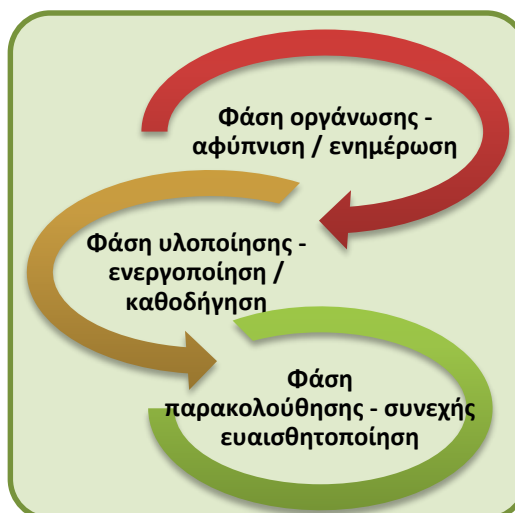 Φάση οργάνωσης -
αφύπνιση / ενημέρωση
Φάση υλοποίησης -
ενεργοποίηση /
καθοδήγηση
Φάση
παρακολούθησης - συνεχής
ευαισθητοποίηση